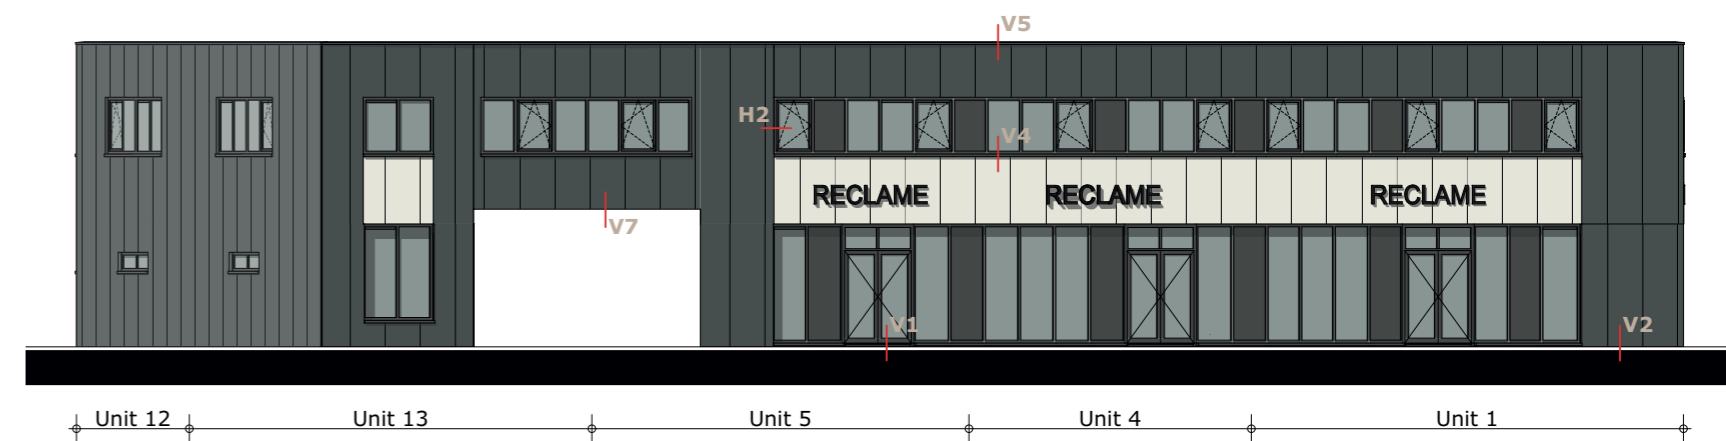 V5
H2
V4
RECLAME RECLAME RECLAME
V7
V1 V2
Unit 12 Unit 13 Unit 5 Unit 4 Unit 1